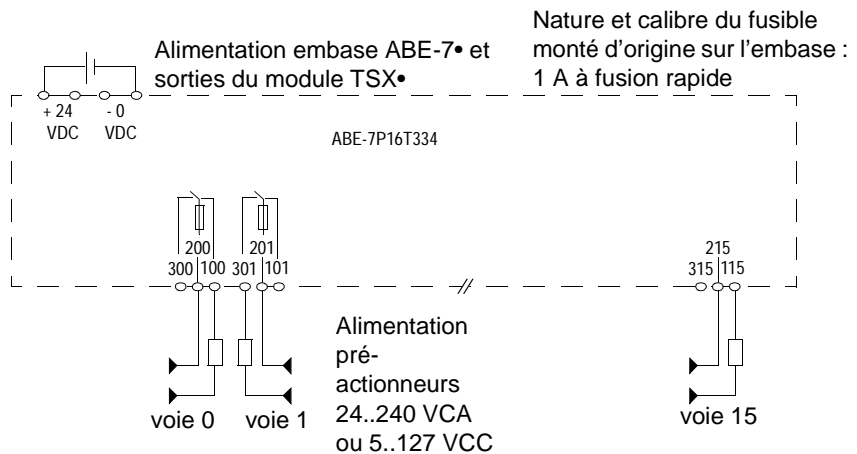 Alimentation embase ABE-7• et
sorties du module TSX•
Nature et calibre du fusible
monté d'origine sur l'embase :
1 A à fusion rapide
+ 24
VDC
- 0
VDC
ABE-7P16T334
200
300 100
201
301 101
215
315 115
Alimentation
pré-
actionneurs
24..240 VCA
ou 5..127 VCC
voie 0
voie 1
voie 15